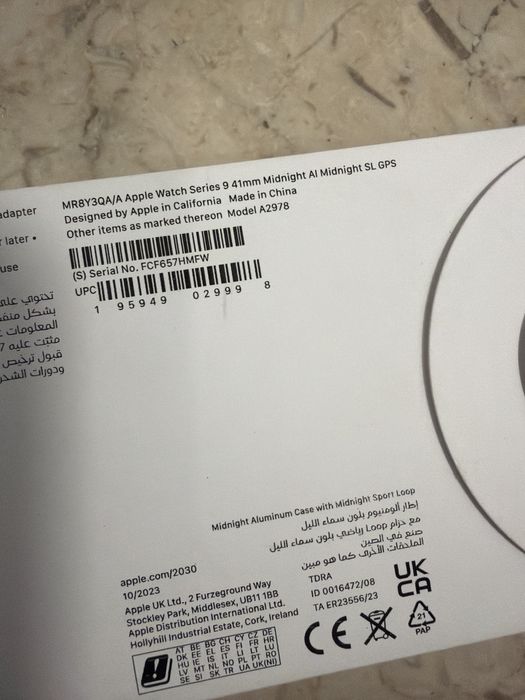 adapter
r later •
use
MR8Y3QA/A Apple Watch Series 9 41mm Midnight Al Midnight SL GPS
Designed by Apple in California Made in China
Other items as marked thereon Model A2978
(S) Serial No. FCF657HMFW
UPC
1 95949 02999 8
تحتوي علـ
بشكل منفـ
المعلومات
مثبّت عليه 7
قبول ترخيص
ودورات الشحـ
Midnight Aluminum Case with Midnight Sport Loop
إطار ألومنيوم بلون سماء الليل
مع حزام Loop رياضي بلون سماء الليل
صنع في الصين
الملحقات الأخرى كما هو مبين
apple.com/2030
10/2023
Apple UK Ltd., 2 Furzeground Way
Stockley Park, Middlesex, UB11 1BB
Apple Distribution International Ltd.
Hollyhill Industrial Estate, Cork, Ireland
TDRA
ID 0016472/08
TA ER23556/23
UK
CA
CE
21
PAP
AT BE BG CH CY CZ DE
DK EE EL ES FI FR HR
HU IE IS IT LI LT LU
LV MT NL NO PL PT RO
SE SI SK TR UA UK(NI)